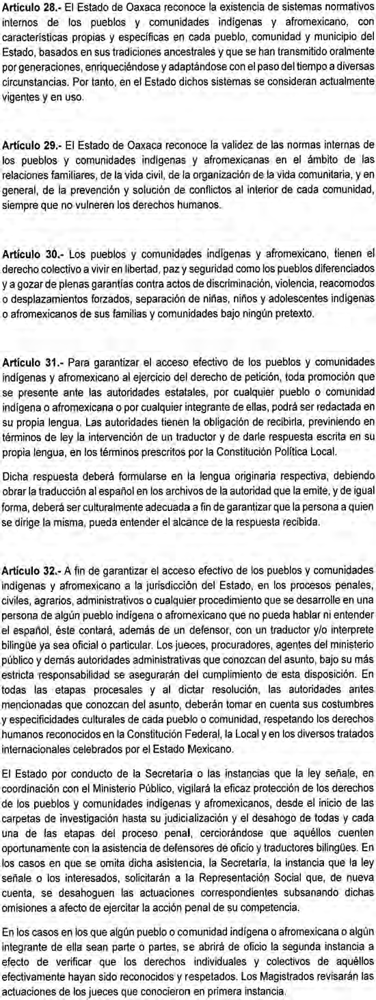 Artículo 28.- El Estado de Oaxaca reconoce la existencia de sistemas normativos
internos de los pueblos y comunidades indígenas y afromexicano, con
características propias y específicas en cada pueblo, comunidad y municipio del
Estado, basados en sus tradiciones ancestrales y que se han transmitido oralmente
por generaciones, enriqueciéndose y adaptándose con el paso del tiempo a diversas
circunstancias. Por tanto, en el Estado dichos sistemas se consideran actualmente
vigentes y en uso.
Artículo 29.- El Estado de Oaxaca reconoce la validez de las normas internas de
los pueblos y comunidades indígenas y afromexicanas en el ámbito de las
relaciones familiares, de la vida civil, de la organización de la vida comunitaria, y en
general, de la prevención y solución de conflictos al interior de cada comunidad,
siempre que no vulneren los derechos humanos.
Artículo 30.- Los pueblos y comunidades indígenas y afromexicano, tienen el
derecho colectivo a vivir en libertad, paz y seguridad como los pueblos diferenciados
y a gozar de plenas garantías contra actos de discriminación, violencia, reacomodos
o desplazamientos forzados, separación de niñas, niños y adolescentes indígenas
o afromexicanos de sus familias y comunidades bajo ningún pretexto.
Artículo 31.- Para garantizar el acceso efectivo de los pueblos y comunidades
indígenas y afromexicano al ejercicio del derecho de petición, toda promoción que
se presente ante las autoridades estatales, por cualquier pueblo o comunidad
indígena o afromexicana o por cualquier integrante de ellas, podrá ser redactada en
su propia lengua. Las autoridades tienen la obligación de recibirla, previniendo en
términos de ley la intervención de un traductor y de darle respuesta escrita en su
propia lengua, en los términos prescritos por la Constitución Política Local.
Dicha respuesta deberá formularse en la lengua originaria respectiva, debiendo
obrar la traducción al español en los archivos de la autoridad que la emite, y de igual
forma, deberá ser culturalmente adecuada a fin de garantizar que la persona a quien
se dirige la misma, pueda entender el alcance de la respuesta recibida.
Artículo 32.- A fin de garantizar el acceso efectivo de los pueblos y comunidades
indígenas y afromexicano a la jurisdicción del Estado, en los procesos penales,
civiles, agrarios, administrativos o cualquier procedimiento que se desarrolle en una
persona de algún pueblo indígena o afromexicano que no pueda hablar ni entender
el español, éste contará, además de un defensor, con un traductor y/o interprete
bilingüe ya sea oficial o particular. Los jueces, procuradores, agentes del ministerio
público y demás autoridades administrativas que conozcan del asunto, bajo su más
estricta responsabilidad se asegurarán del cumplimiento de esta disposición. En
todas las etapas procesales y al dictar resolución, las autoridades antes
mencionadas que conozcan del asunto, deberán tomar en cuenta sus costumbres
y especificidades culturales de cada pueblo o comunidad, respetando los derechos
humanos reconocidos en la Constitución Federal, la Local y en los diversos tratados
internacionales celebrados por el Estado Mexicano.
El Estado por conducto de la Secretaría o las instancias que la ley señale, en
coordinación con el Ministerio Público, vigilará la eficaz protección de los derechos
de los pueblos y comunidades indígenas y afromexicanos, desde el inicio de las
carpetas de investigación hasta su judicialización y el desahogo de todas y cada
una de las etapas del proceso penal, cerciorándose que aquéllos cuenten
oportunamente con la asistencia de defensores de oficio y traductores bilingües. En
los casos en que se omita dicha asistencia, la Secretaría, la instancia que la ley
señale o los interesados, solicitarán a la Representación Social que, de nueva
cuenta, se desahoguen las actuaciones correspondientes subsanando dichas
omisiones a afecto de ejercitar la acción penal de su competencia.
En los casos en los que algún pueblo o comunidad indígena o afromexicana o algún
integrante de ella sean parte o partes, se abrirá de oficio la segunda instancia a
efecto de verificar que los derechos individuales y colectivos de aquéllos
efectivamente hayan sido reconocidos y respetados. Los Magistrados revisarán las
actuaciones de los jueces que conocieron en primera instancia.